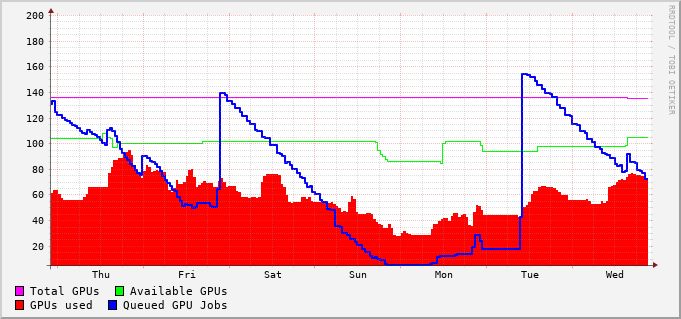 200
180
160
140
120
100
80
60
40
20
Thu Fri Sat Sun Mon Tue Wed
Total GPUs Available GPUs
GPUs used Queued GPU Jobs
RRDTOOL / TOBI OETIKER